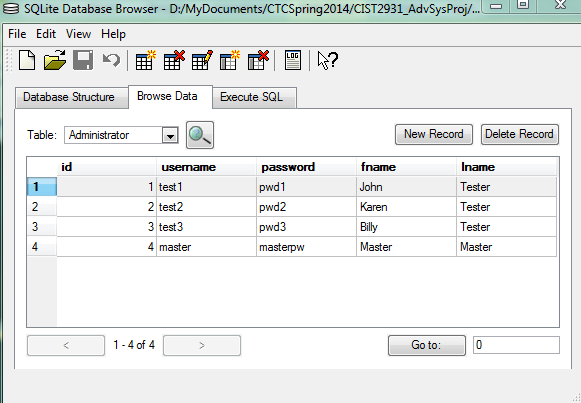 SQLite Database Browser - D:/MyDocuments/CTCSpring2014/CIST2931_AdvSysProj/...
File Edit View Help
Database Structure Browse Data Execute SQL
Table: Administrator New Record Delete Record
id username password fname lname
1 1 test1 pwd1 John Tester
2 2 test2 pwd2 Karen Tester
3 3 test3 pwd3 Billy Tester
4 4 master masterpw Master Master
< 1 - 4 of 4 > Go to: 0